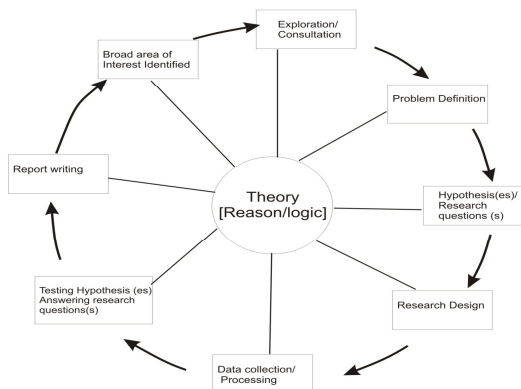 Exploration/
Consultation
Broad area of
Interest Identified
Problem Definition
Report writing
Theory
[Reason/logic]
Hypothesis(es)/
Research
questions (s)
Testing Hypothesis (es)
Answering research
questions(s)
Research Design
Data collection/
Processing